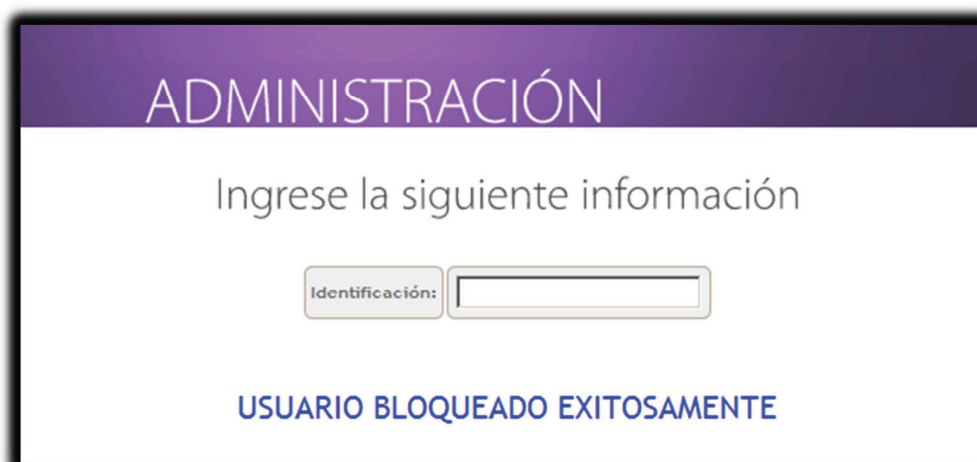 ADMINISTRACIÓN
Ingrese la siguiente información
Identificación:
USUARIO BLOQUEADO EXITOSAMENTE